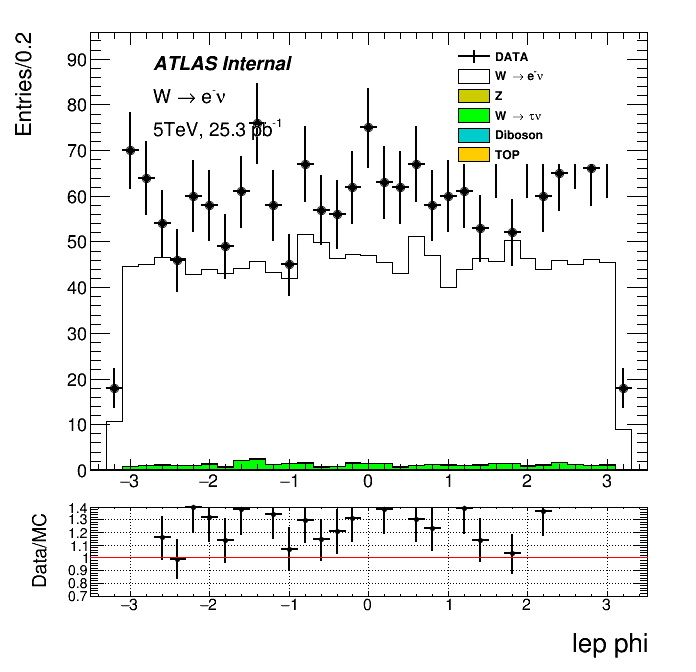 Entries/0.2
90
80
70
60
50
40
30
20
10
0
ATLAS Internal
W → e⁻ν
5TeV, 25.3 pb⁻¹
DATA
W → e⁻ν
Z
W → τν
Diboson
TOP
−3 −2 −1 0 1 2 3
Data/MC
1.4
1.3
1.2
1.1
1
0.9
0.8
0.7
−3 −2 −1 0 1 2 3
lep phi